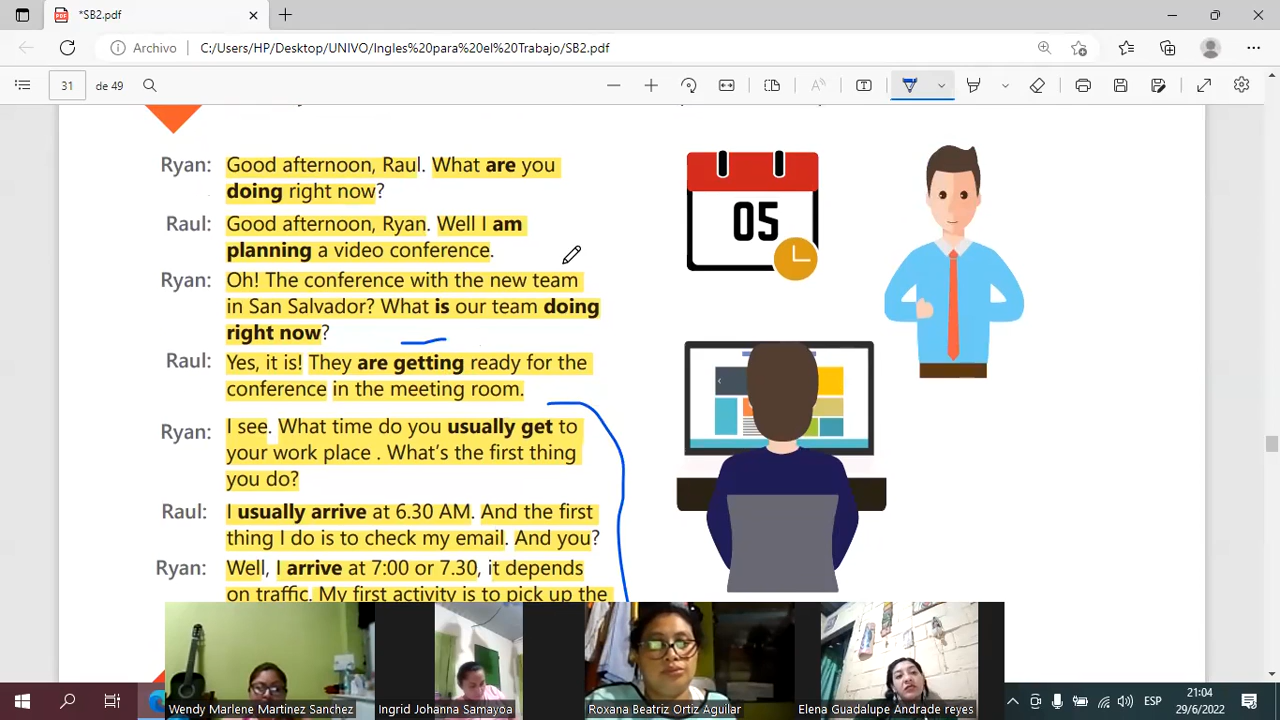 *SB2.pdf
Archivo
C:/Users/HP/Desktop/UNIVO/Ingles%20para%20el%20Trabajo/SB2.pdf
31 de 49
Ryan: Good afternoon, Raul. What are you
doing right now?
Raul: Good afternoon, Ryan. Well I am
planning a video conference.
Ryan: Oh! The conference with the new team
in San Salvador? What is our team doing
right now?
Raul: Yes, it is! They are getting ready for the
conference in the meeting room.
Ryan: I see. What time do you usually get to
your work place . What's the first thing
you do?
Raul: I usually arrive at 6.30 AM. And the first
thing I do is to check my email. And you?
Ryan: Well, I arrive at 7:00 or 7.30, it depends
on traffic. My first activity is to pick up the
05
Wendy Marlene Martinez Sanchez
Ingrid Johanna Samayoa
Roxana Beatriz Ortiz Aguilar
Elena Guadalupe Andrade reyes
ESP
21:04
29/6/2022